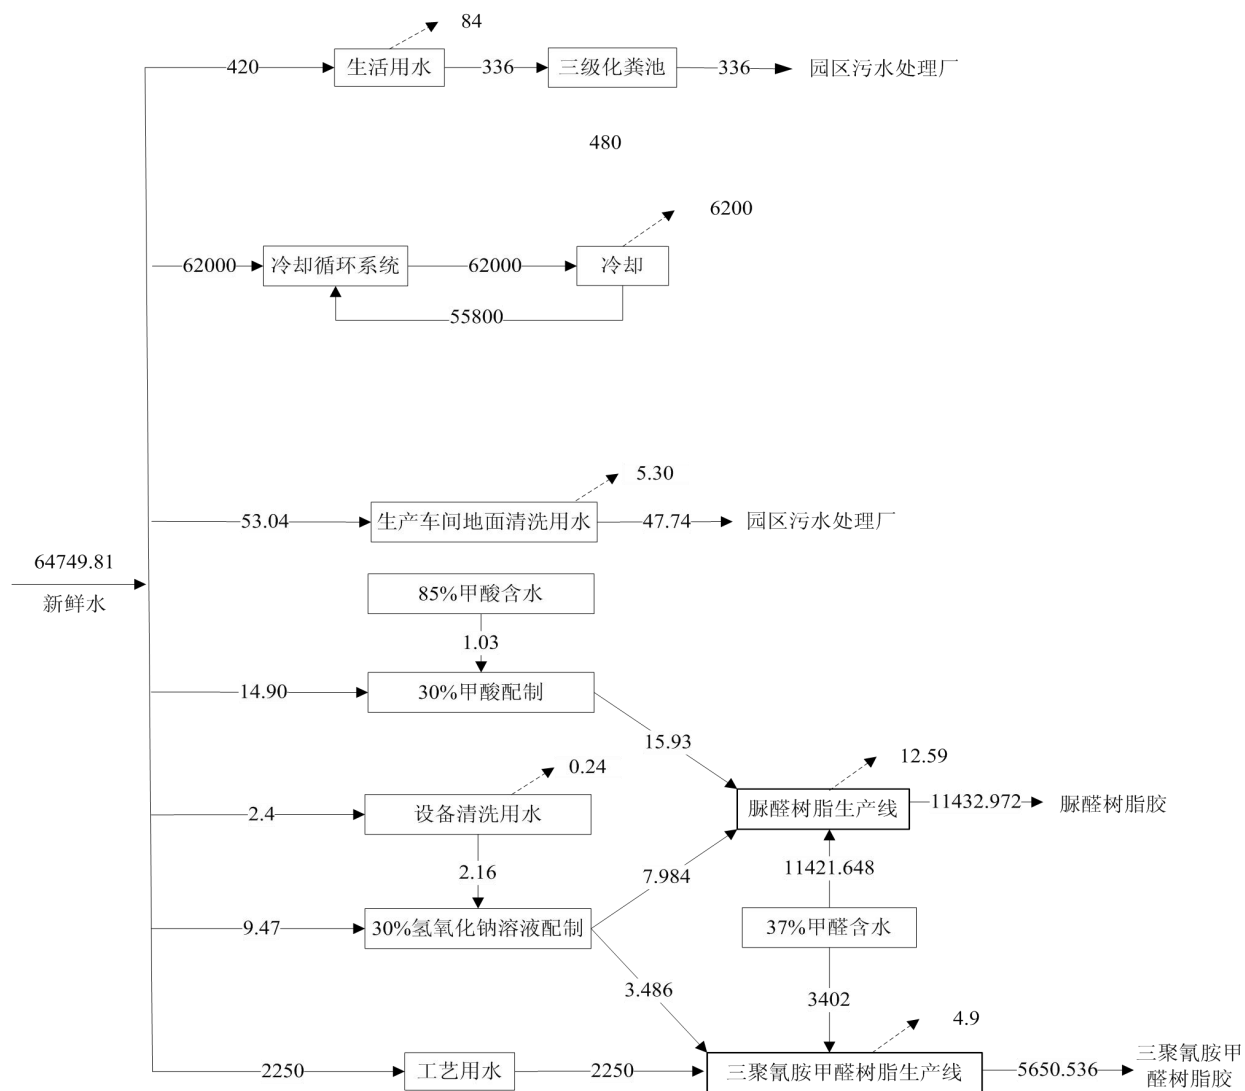 84
420
生活用水
336
三级化粪池
336
园区污水处理厂
480
6200
62000
冷却循环系统
62000
冷却
55800
5.30
53.04
生产车间地面清洗用水
47.74
园区污水处理厂
64749.81
新鲜水
85%甲酸含水
1.03
14.90
30%甲酸配制
15.93
12.59
0.24
2.4
设备清洗用水
脲醛树脂生产线
11432.972
脲醛树脂胶
2.16
7.984
11421.648
9.47
30%氢氧化钠溶液配制
37%甲醛含水
3.486
3402
4.9
2250
工艺用水
2250
三聚氰胺甲醛树脂生产线
5650.536
三聚氰胺甲
醛树脂胶